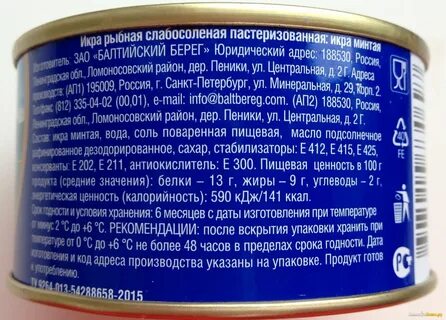 Икра рыбная слабосоленая пастеризованная: икра минтая
Изготовитель: ЗАО «БАЛТИЙСКИЙ БЕРЕГ» Юридический адрес: 188530, Россия,
Ленинградская обл., Ломоносовский район, дер. Пеники, ул. Центральная, д. 2 Г. Адреса
(АП1) 195009, Россия, г. Санкт-Петербург, ул. Минеральная, д. 29, Корп. 2.
Тел/факс (812) 335-04-02 (00,01), e-mail: info@baltbereg.com. (АП2) 188530, Россия,
Ленинградская обл., Ломоносовский район, дер. Пеники, ул. Центральная, д. 2 Г.
Состав: икра минтая, вода, соль поваренная пищевая, масло подсолнечное
рафинированное дезодорированное, сахар, стабилизаторы: Е 412, Е 415, Е 425,
консерванты: Е 202, Е 211, антиокислитель: Е 300. Пищевая ценность в 100 г
продукта (средние значения): белки – 13 г, жиры – 9 г, углеводы – 2 г,
энергетическая ценность (калорийность): 590 кДж/141 ккал.
Срок годности и условия хранения: 6 месяцев с даты изготовления при температуре
от минус 2 °С до +6 °С. РЕКОМЕНДАЦИИ: после вскрытия упаковки хранить при
температуре от 0 °С до +6 °С не более 48 часов в пределах срока годности. Дата
изготовления и код адреса производства указаны на упаковке. Продукт готов
к употреблению.
ТУ 9264-013-54288658-2015
40
FE